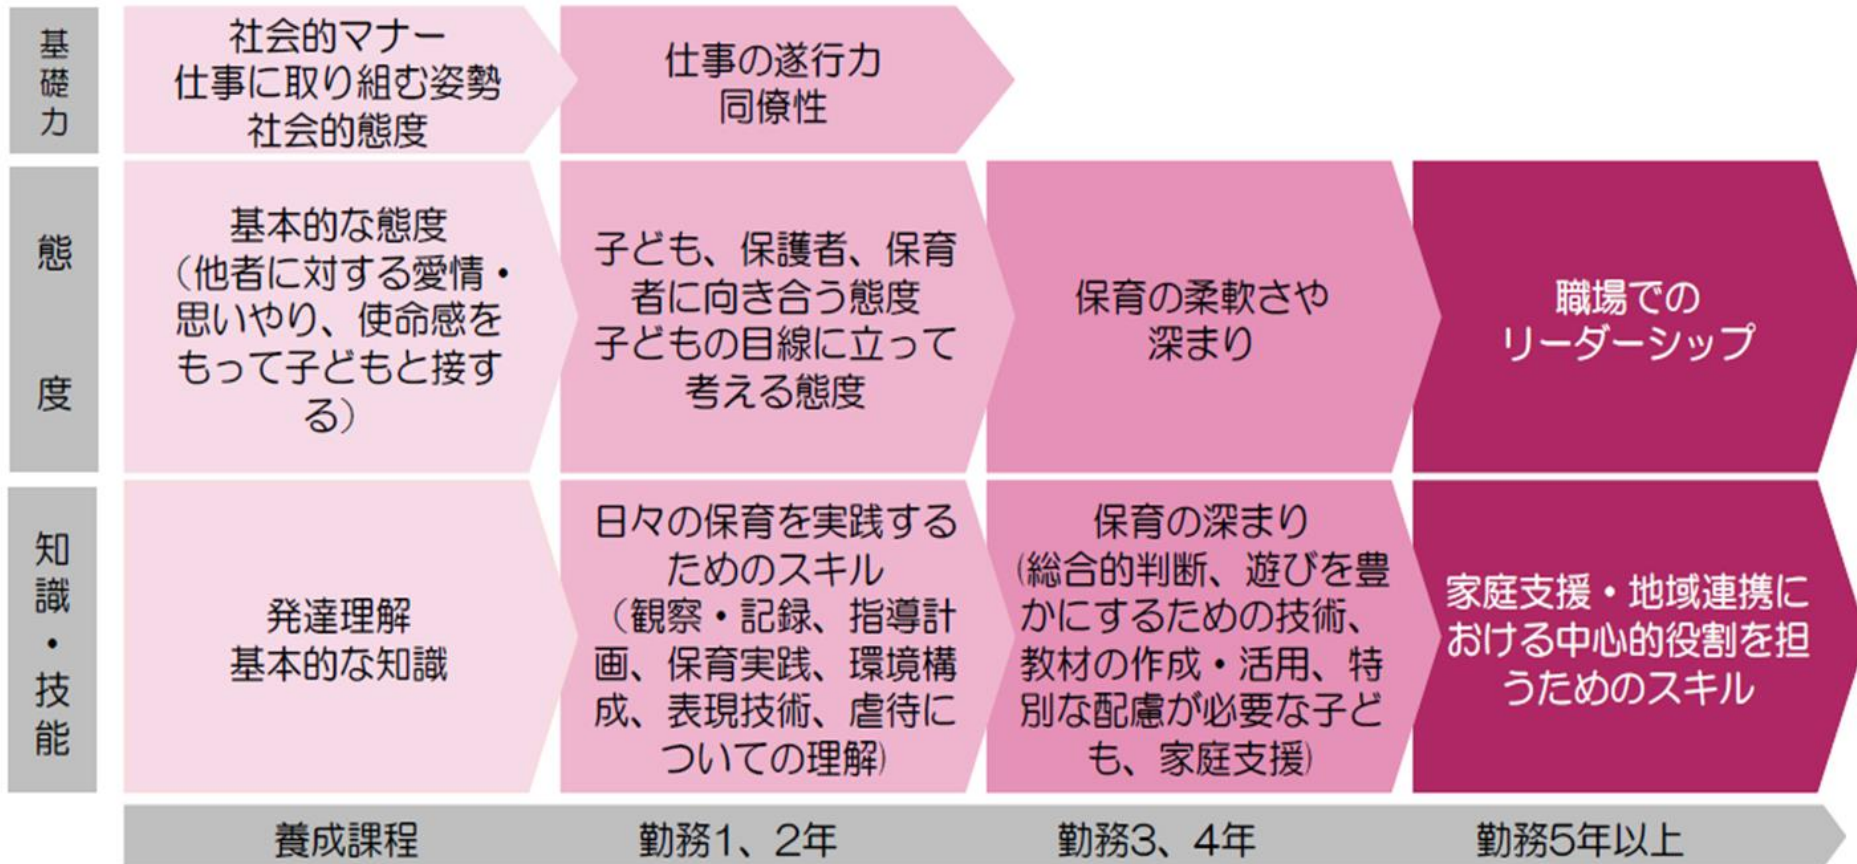 基礎力
社会的マナー
仕事に取り組む姿勢
社会的態度
仕事の遂行力
同僚性
態度
基本的な態度
（他者に対する愛情・
思いやり、使命感を
もって子どもと接す
る）
子ども、保護者、保育
者に向き合う態度
子どもの目線に立って
考える態度
保育の柔軟さや
深まり
職場での
リーダーシップ
知識・技能
発達理解
基本的な知識
日々の保育を実践する
ためのスキル
（観察・記録、指導計
画、保育実践、環境構
成、表現技術、虐待に
ついての理解)
保育の深まり
(総合的判断、遊びを豊
かにするための技術、
教材の作成・活用、特
別な配慮が必要な子ど
も、家庭支援)
家庭支援・地域連携に
おける中心的役割を担
うためのスキル
養成課程
勤務1、2年
勤務3、4年
勤務5年以上